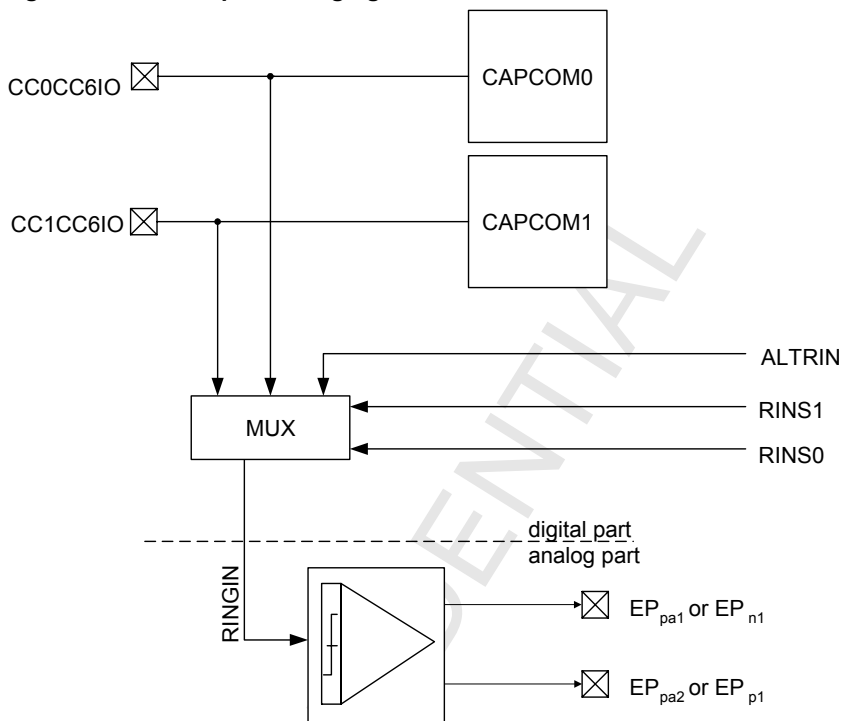 CC0CC6IO
CAPCOM0
CC1CC6IO
CAPCOM1
ALTRIN
RINS1
MUX
RINS0
digital part
analog part
RINGIN
EPpa1 or EPn1
EPpa2 or EPp1
DENTIAL